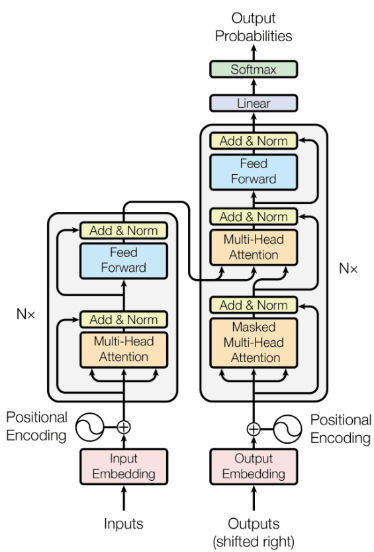 Output
Probabilities
Softmax
Linear
Add & Norm
Feed
Forward
Add & Norm
Multi-Head
Attention
Nx
Add & Norm
Masked
Multi-Head
Attention
Add & Norm
Feed
Forward
Nx
Add & Norm
Multi-Head
Attention
Positional
Encoding
Positional
Encoding
Input
Embedding
Output
Embedding
Inputs
Outputs
(shifted right)